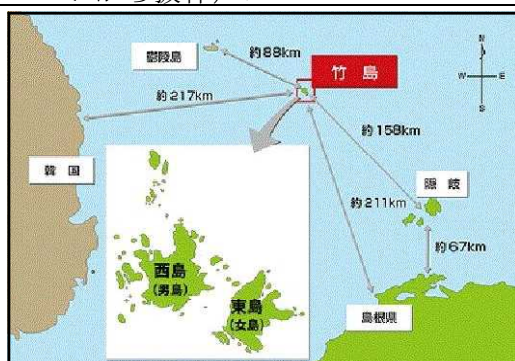 鬱陵島
約88km
竹島
N
W
E
S
約217km
約158km
韓国
隠岐
約211km
約67km
西島
(男島)
東島
(女島)
島根県